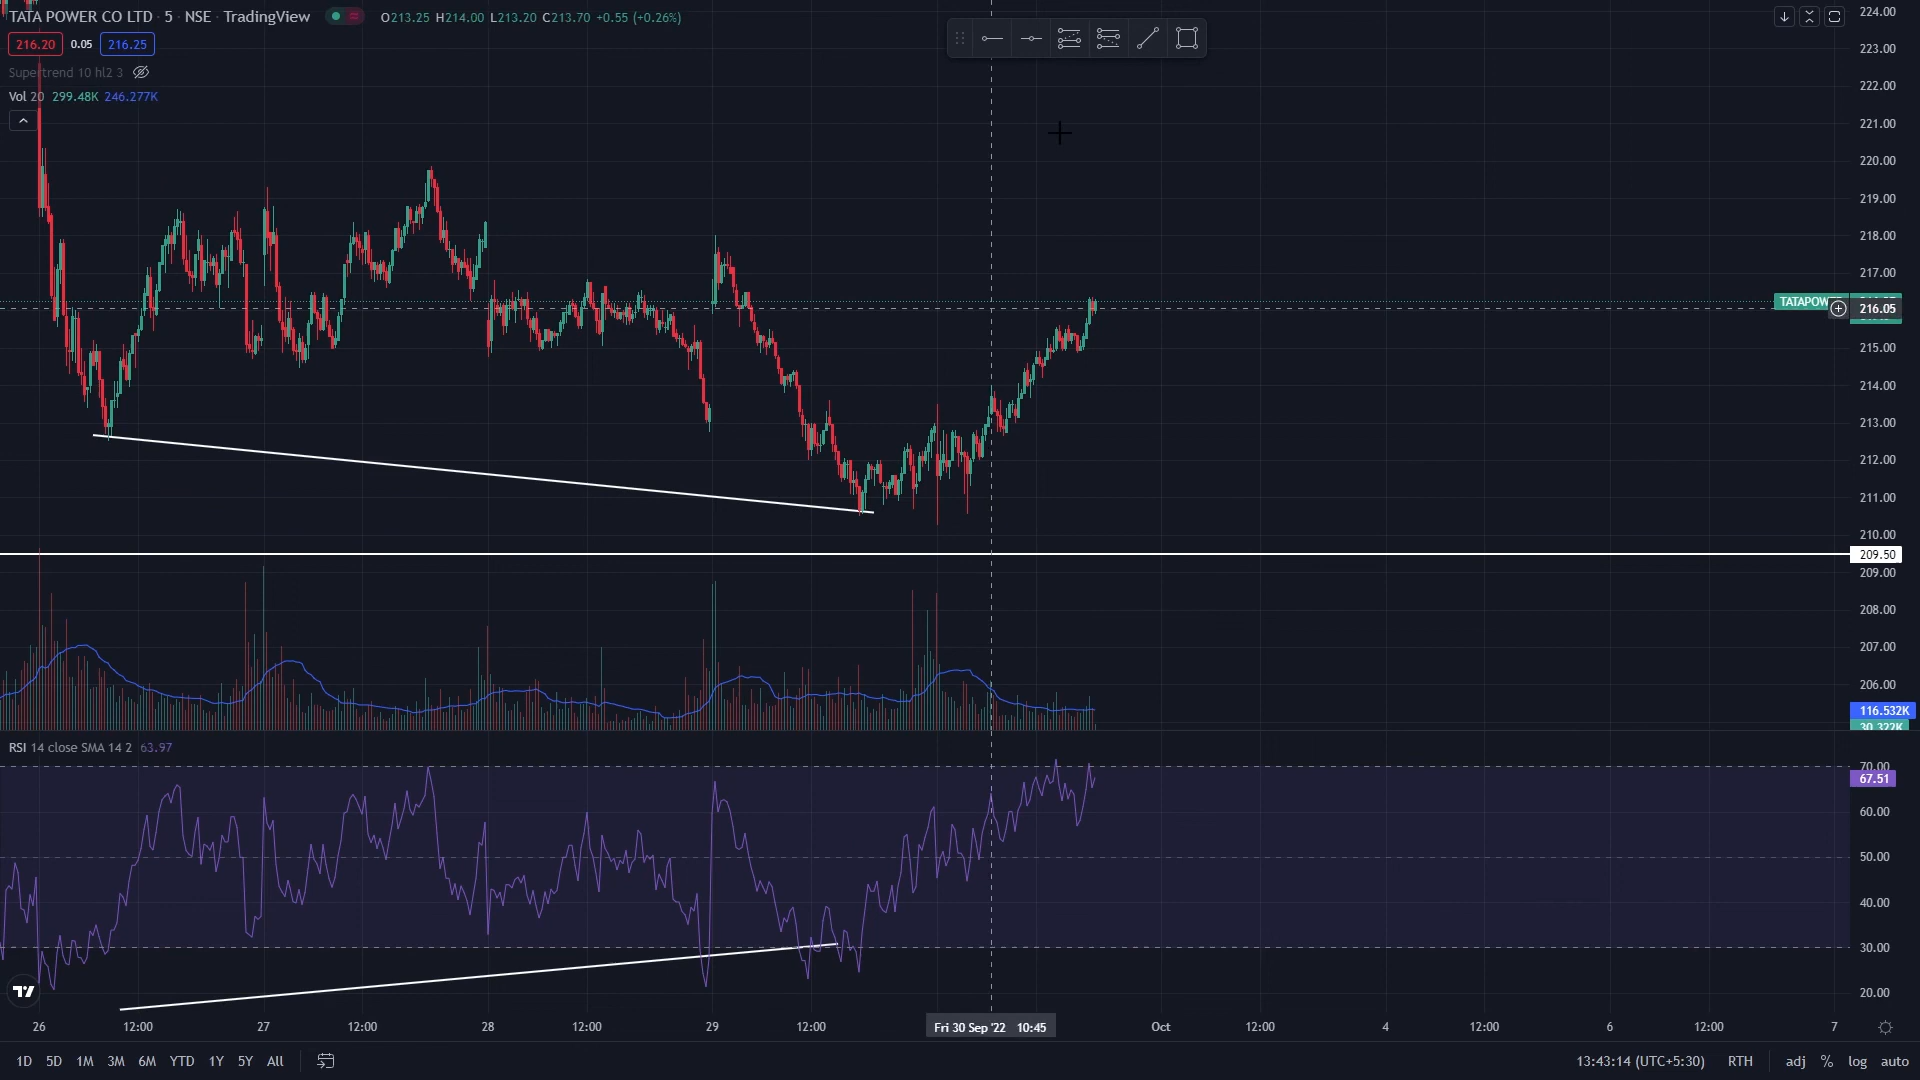 TATA POWER CO LTD · 5 · NSE · TradingView O213.25 H214.00 L213.20 C213.70 +0.55 (+0.26%)
216.20 0.05 216.25
Supertrend 10 hl2 3
Vol 20 299.48K 246.277K
224.00
223.00
222.00
221.00
220.00
219.00
218.00
217.00
TATAPOWER
216.05
215.00
214.00
213.00
212.00
211.00
210.00
209.50
209.00
208.00
207.00
206.00
116.532K
30.322K
RSI 14 close SMA 14 2 63.97
70.00
67.51
60.00
50.00
40.00
30.00
20.00
26 12:00 27 12:00 28 12:00 29 12:00 Fri 30 Sep '22 10:45 Oct 12:00 4 12:00 6 12:00 7
1D 5D 1M 3M 6M YTD 1Y 5Y All 13:43:14 (UTC+5:30) RTH adj % log auto